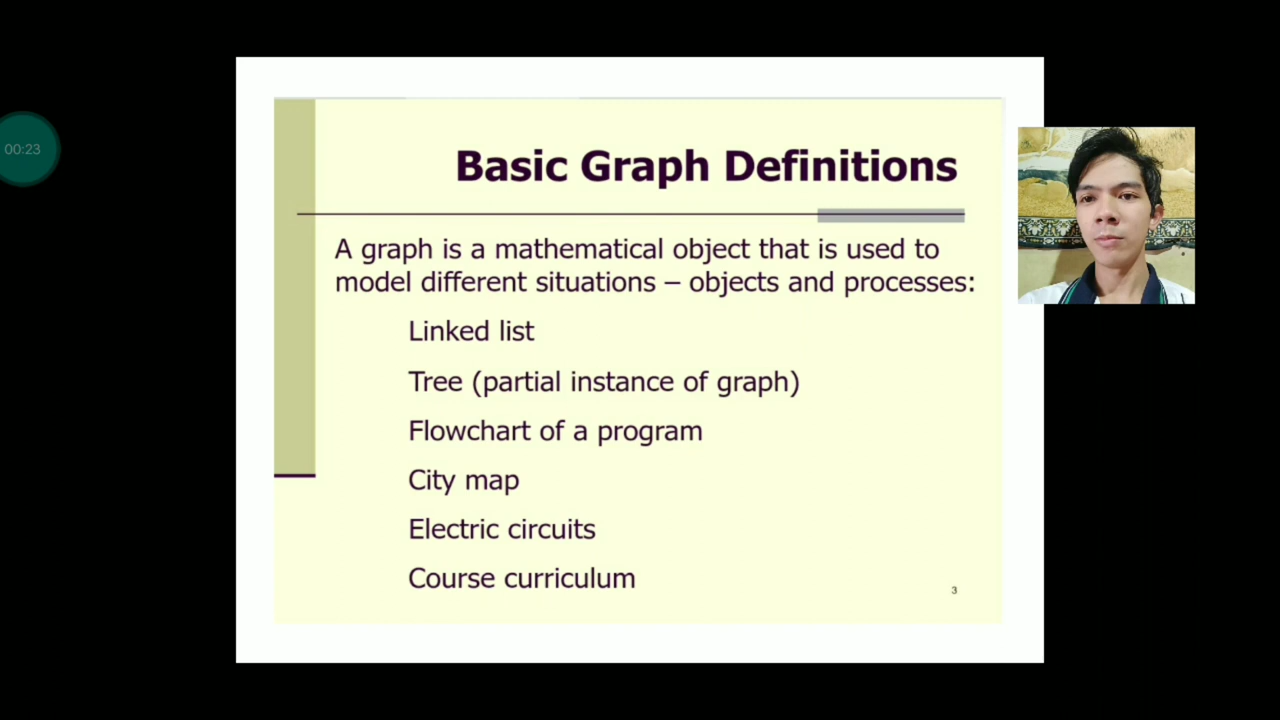 00:23
Basic Graph Definitions
A graph is a mathematical object that is used to
model different situations – objects and processes:
Linked list
Tree (partial instance of graph)
Flowchart of a program
City map
Electric circuits
Course curriculum
3